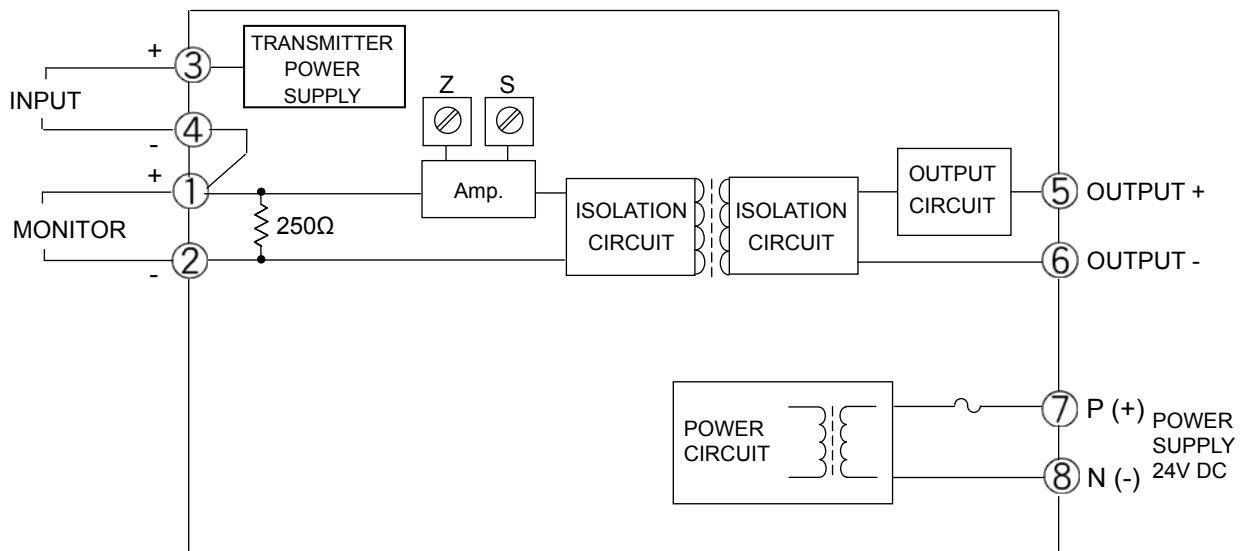 TRANSMITTER
POWER
SUPPLY
+
3
INPUT
4
-
Z S
+
1
MONITOR
250Ω
2
-
Amp.
ISOLATION
CIRCUIT
ISOLATION
CIRCUIT
OUTPUT
CIRCUIT
5 OUTPUT +
6 OUTPUT -
POWER
CIRCUIT
7 P (+)
8 N (-)
POWER
SUPPLY
24V DC